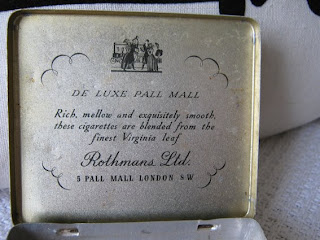 DE LUXE PALL MALL
Rich, mellow and exquisitely smooth,
these cigarettes are blended from the
finest Virginia leaf
Rothmans Ltd.
5 PALL MALL LONDON S·W